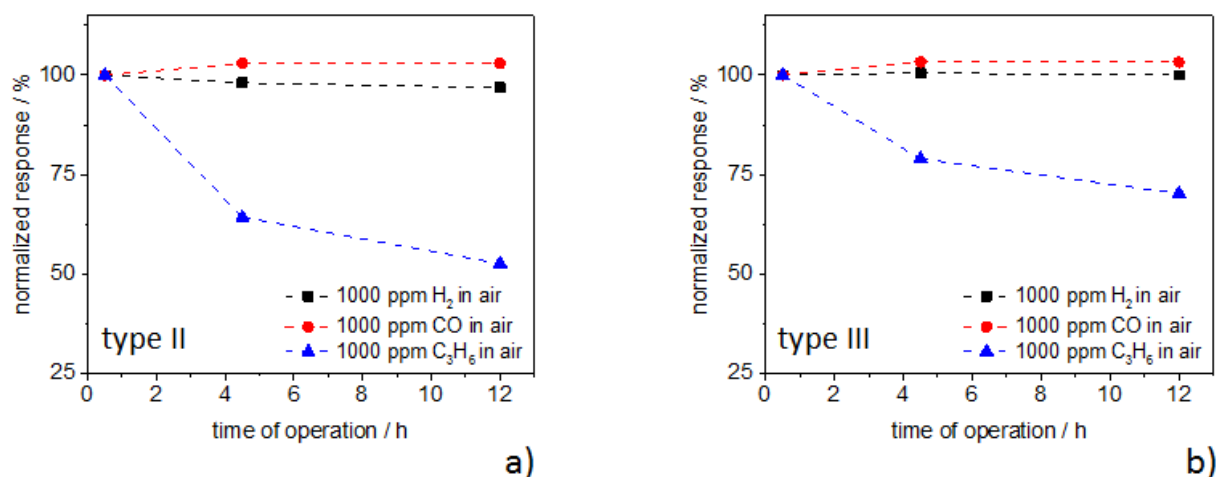 normalized response / %
100
75
50
25
1000 ppm H₂ in air
1000 ppm CO in air
1000 ppm C₃H₆ in air
type II
0 2 4 6 8 10 12
time of operation / h
a)
normalized response / %
100
75
50
25
1000 ppm H₂ in air
1000 ppm CO in air
1000 ppm C₃H₆ in air
type III
0 2 4 6 8 10 12
time of operation / h
b)